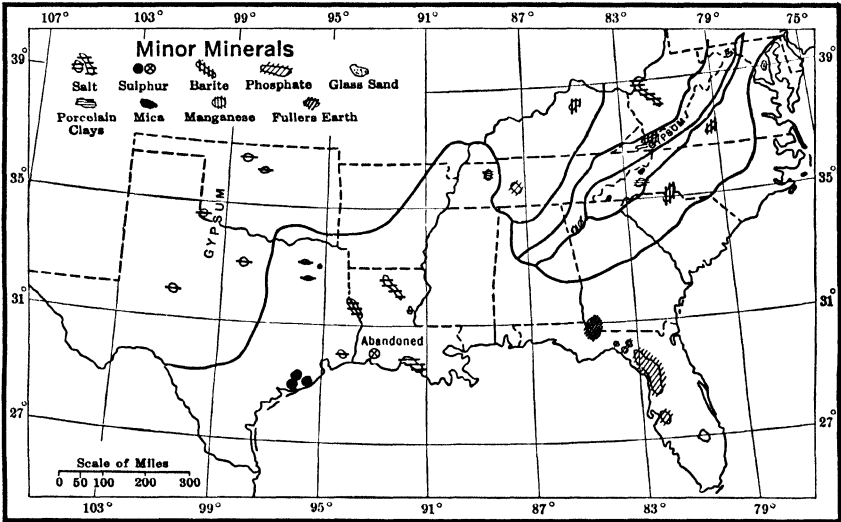 107° 103° 99° 95° 91° 87° 83° 79° 75°
Minor Minerals
39° 39°
Salt Sulphur Barite Phosphate Glass Sand
Porcelain Clays Mica Manganese Fullers Earth
GYPSUM
35° 35°
GYPSUM
31° 31°
Abandoned
27° 27°
Scale of Miles
0 50 100 200 300
103° 99° 95° 91° 87° 83° 79°